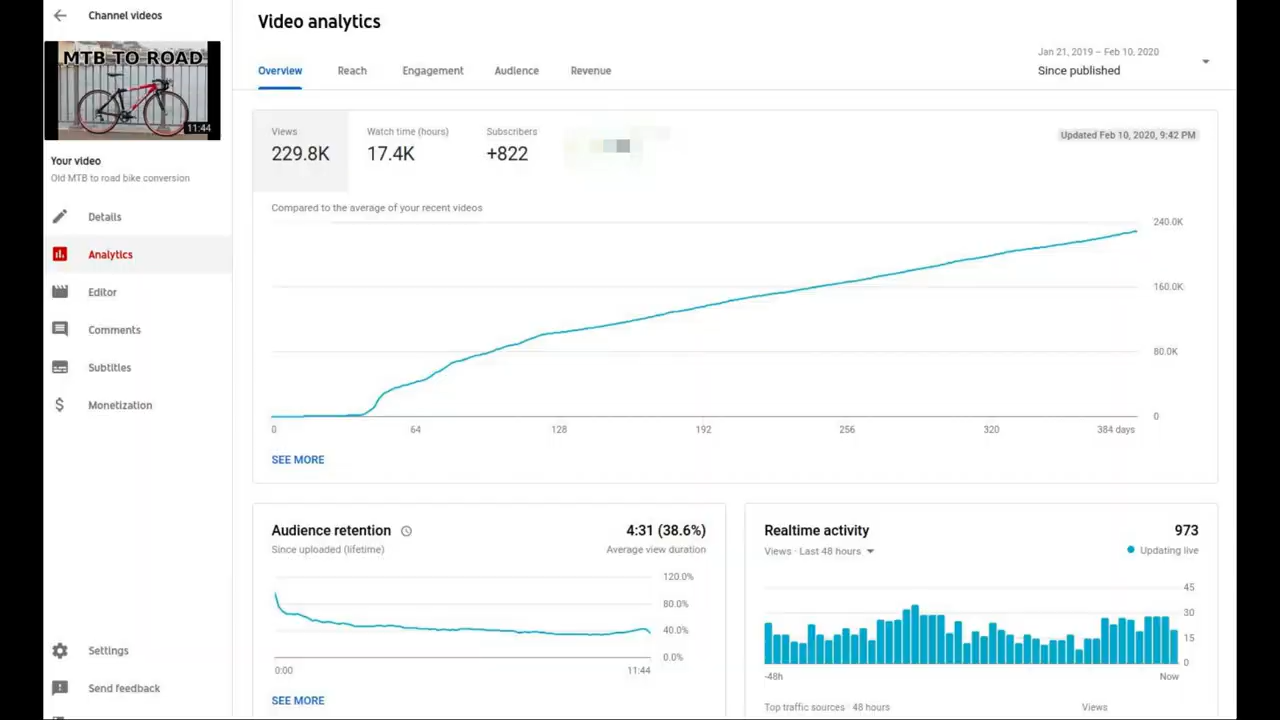 Channel videos
MTB TO ROAD
11:44
Your video
Old MTB to road bike conversion
Details
Analytics
Editor
Comments
Subtitles
Monetization
Settings
Send feedback
Video analytics
Overview Reach Engagement Audience Revenue
Jan 21, 2019 – Feb 10, 2020
Since published
Views Watch time (hours) Subscribers
229.8K 17.4K +822
Updated Feb 10, 2020, 9:42 PM
Compared to the average of your recent videos
240.0K
160.0K
80.0K
0
0 64 128 192 256 320 384 days
SEE MORE
Audience retention 4:31 (38.6%)
Since uploaded (lifetime) Average view duration
120.0%
80.0%
40.0%
0.0%
0:00 11:44
SEE MORE
Realtime activity 973
Views · Last 48 hours Updating live
45
30
15
0
-48h Now
Top traffic sources · 48 hours Views